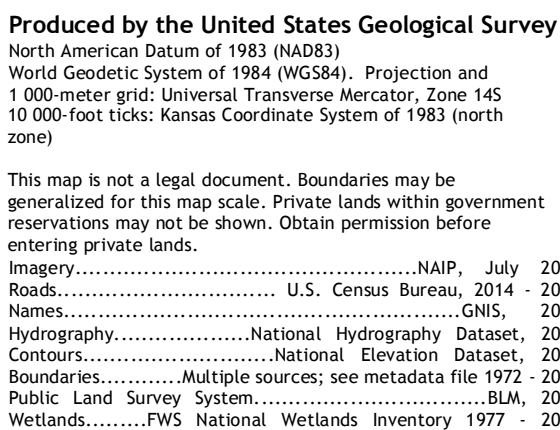 Produced by the United States Geological Survey
North American Datum of 1983 (NAD83)
World Geodetic System of 1984 (WGS84). Projection and
1 000-meter grid: Universal Transverse Mercator, Zone 14S
10 000-foot ticks: Kansas Coordinate System of 1983 (north
zone)
This map is not a legal document. Boundaries may be
generalized for this map scale. Private lands within government
reservations may not be shown. Obtain permission before
entering private lands.
Imagery....................................................NAIP, July 20
Roads................................. U.S. Census Bureau, 2014 - 20
Names.............................................................GNIS, 20
Hydrography....................National Hydrography Dataset, 20
Contours.............................National Elevation Dataset, 20
Boundaries............Multiple sources; see metadata file 1972 - 20
Public Land Survey System...................................BLM, 20
Wetlands.........FWS National Wetlands Inventory 1977 - 20